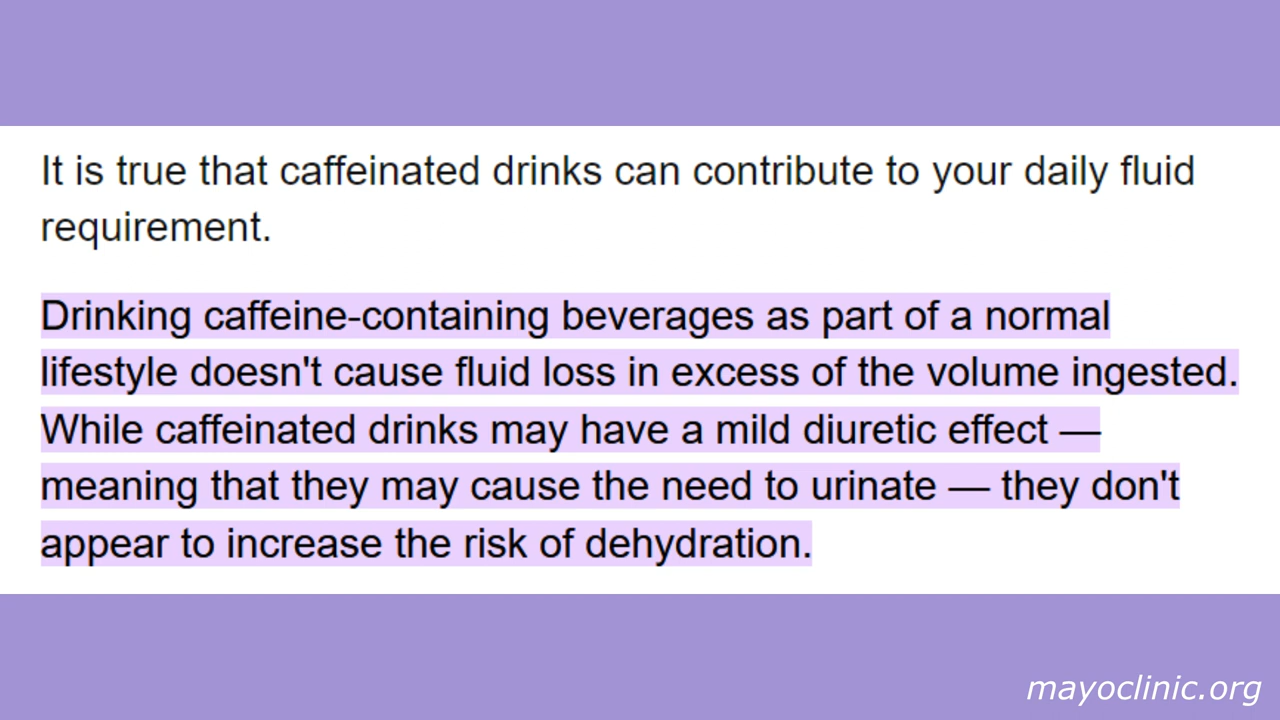 It is true that caffeinated drinks can contribute to your daily fluid
requirement.
Drinking caffeine-containing beverages as part of a normal
lifestyle doesn't cause fluid loss in excess of the volume ingested.
While caffeinated drinks may have a mild diuretic effect —
meaning that they may cause the need to urinate — they don't
appear to increase the risk of dehydration.
mayoclinic.org